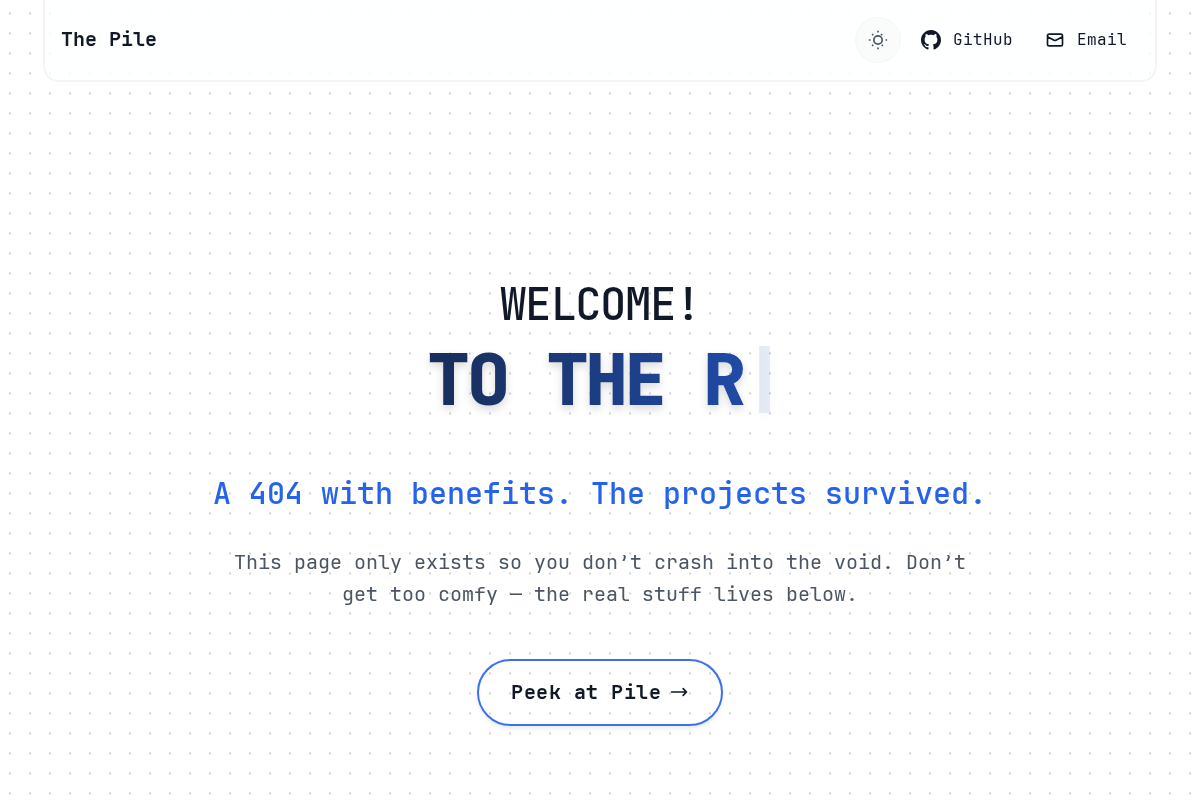 The Pile
GitHub
Email
WELCOME!
TO THE R
A 404 with benefits. The projects survived.
This page only exists so you don’t crash into the void. Don’t
get too comfy — the real stuff lives below.
Peek at Pile →